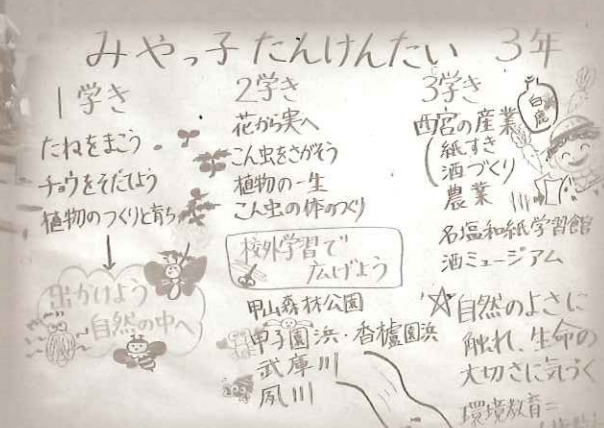 みやっ子たんけんたい 3年
1学き
たねをまこう
チョウをそだてよう
植物のつくりと育ち
出かけよう
自然の中へ
2学き
花から実へ
こん虫をさがそう
植物の一生
こん虫の体のつくり
校外学習で
広げよう
甲山森林公園
甲子園浜・香櫨園浜
武庫川
夙川
3学き
西宮の産業
紙すき
酒づくり
農業
白鹿
名塩和紙学習館
酒ミュージアム
☆自然のよさに
触れ、生命の
大切さに気づく
環境教育=